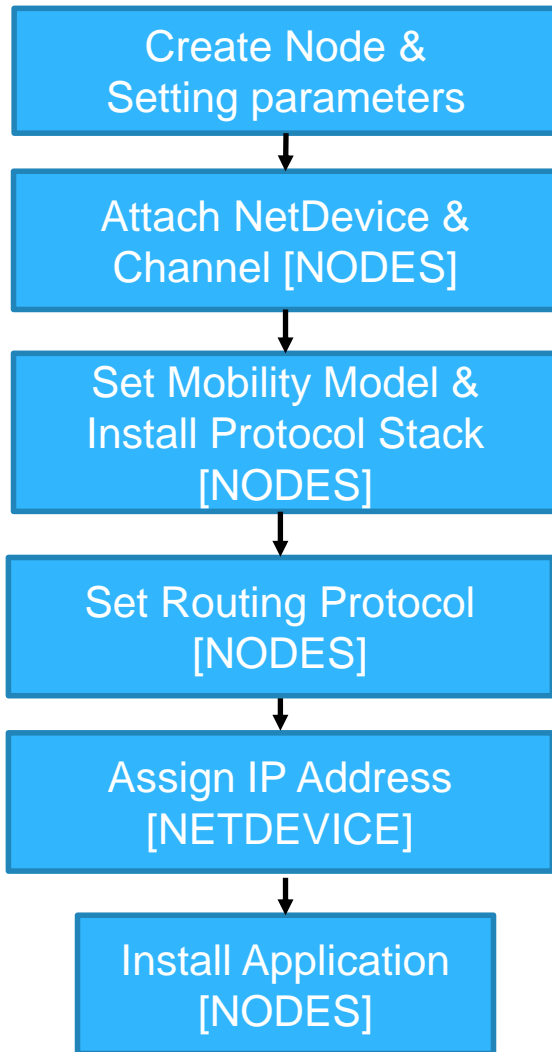 Create Node &
Setting parameters
Attach NetDevice &
Channel [NODES]
Set Mobility Model &
Install Protocol Stack
[NODES]
Set Routing Protocol
[NODES]
Assign IP Address
[NETDEVICE]
Install Application
[NODES]